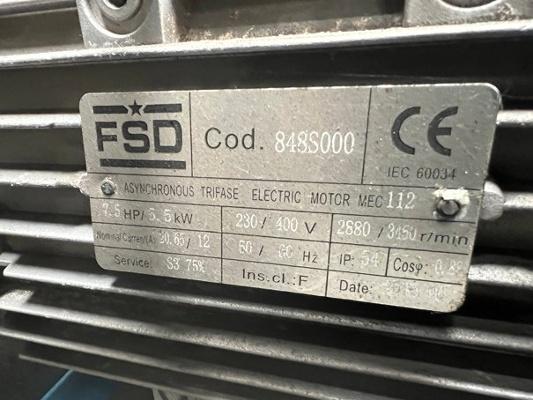 FSD
Cod. 848S000
CE
IEC 60034
ASYNCHRONOUS TRIFASE ELECTRIC MOTOR MEC 112
7.5 HP/5.5 kW 230/400 V 2880/3450 r/min
Nominal Current(A) 20.65/12 50/60 Hz IP: 54 Cosφ:
Service: S3 75% Ins.cl.:F Date: